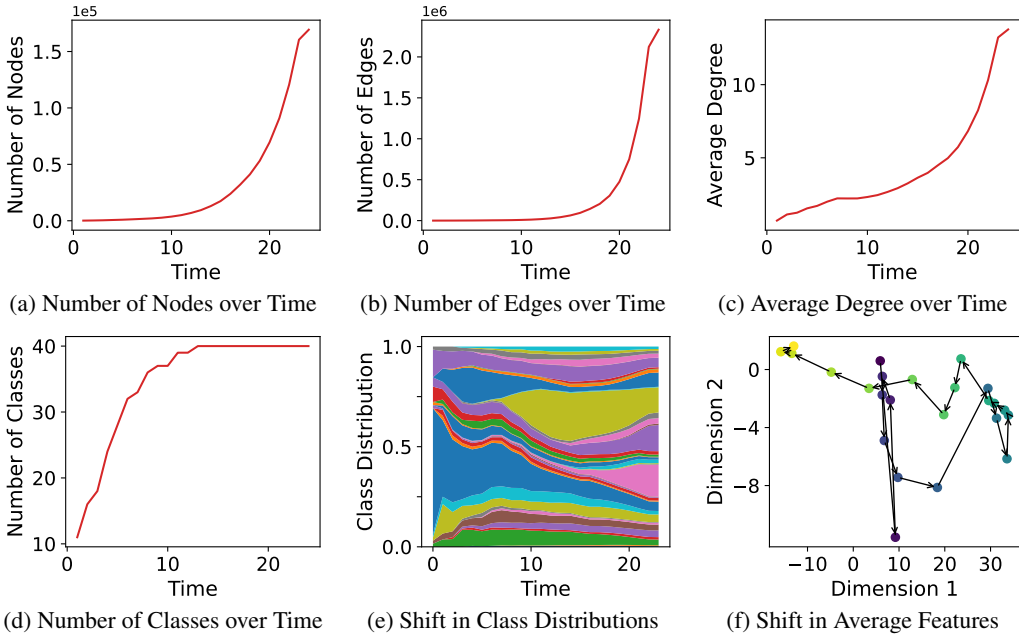 1e5
Number of Nodes
1.5
1.0
0.5
0.0
0
10
20
Time
(a) Number of Nodes over Time
1e6
Number of Edges
2.0
1.5
1.0
0.5
0.0
0
10
20
Time
(b) Number of Edges over Time
Average Degree
10
5
0
10
20
Time
(c) Average Degree over Time
Number of Classes
40
30
20
10
0
10
20
Time
(d) Number of Classes over Time
Class Distribution
1.0
0.5
0.0
0
10
20
Time
(e) Shift in Class Distributions
Dimension 2
0
−4
−8
−10
0
10
20
30
Dimension 1
(f) Shift in Average Features